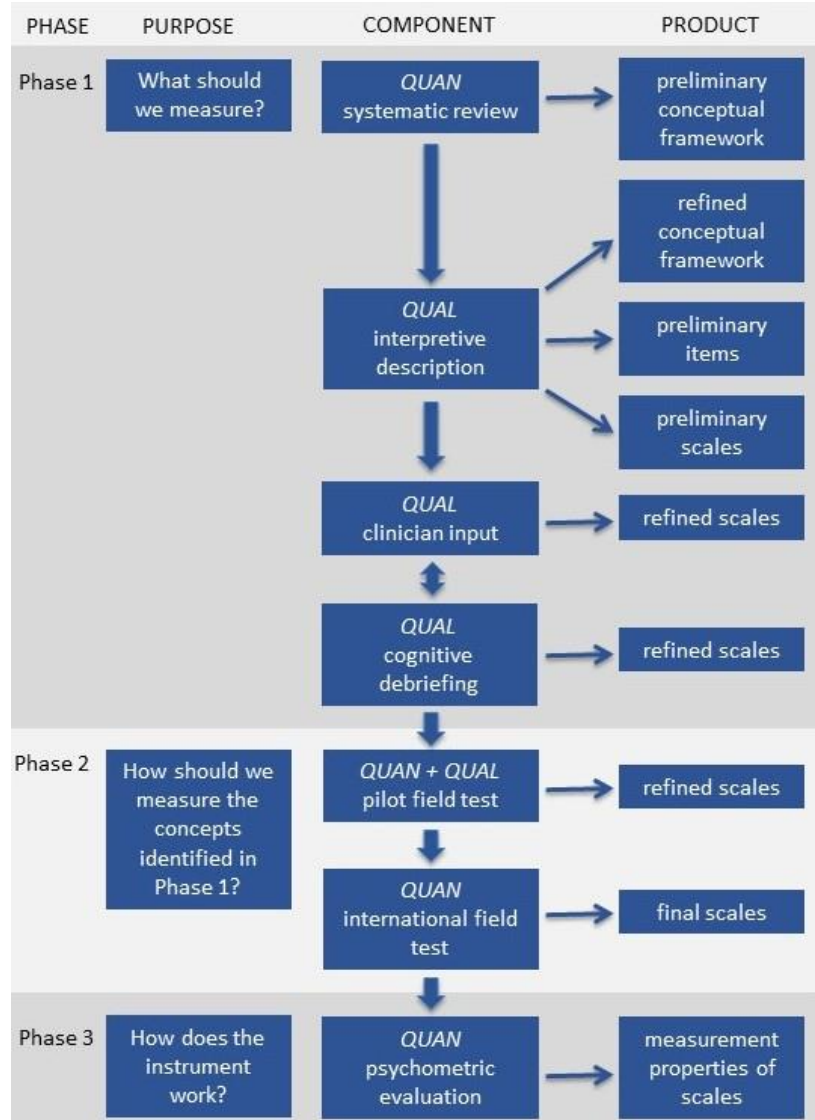 PHASE
PURPOSE
COMPONENT
PRODUCT
Phase 1
What should
we measure?
QUAN
systematic review
preliminary
conceptual
framework
refined
conceptual
framework
QUAL
interpretive
description
preliminary
items
preliminary
scales
QUAL
clinician input
refined scales
QUAL
cognitive
debriefing
refined scales
Phase 2
How should we
measure the
concepts
identified in
Phase 1?
QUAN + QUAL
pilot field test
refined scales
QUAN
international field
test
final scales
Phase 3
How does the
instrument
work?
QUAN
psychometric
evaluation
measurement
properties of
scales